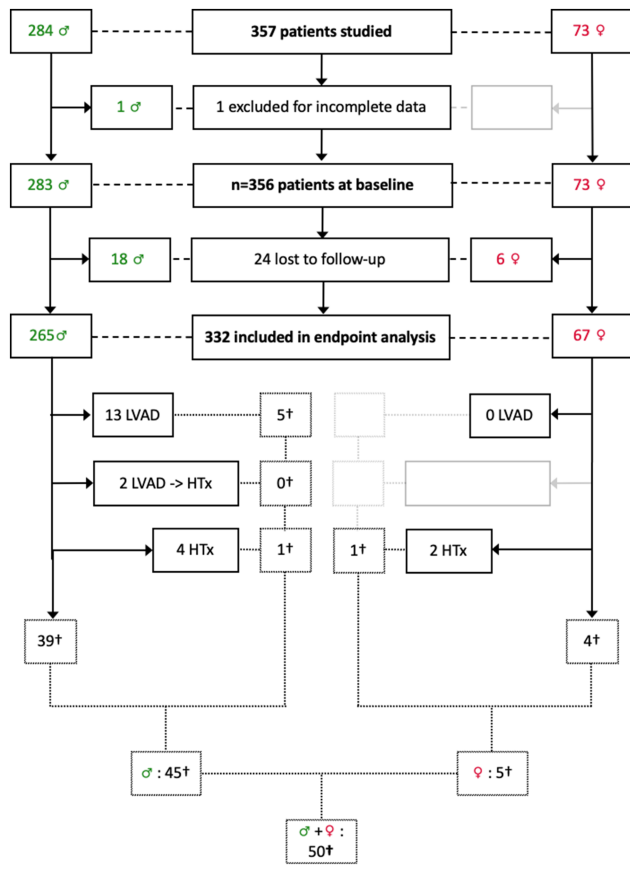 284 ♂ 357 patients studied 73 ♀
1 ♂ 1 excluded for incomplete data
283 ♂ n=356 patients at baseline 73 ♀
18 ♂ 24 lost to follow-up 6 ♀
265♂ 332 included in endpoint analysis 67 ♀
13 LVAD 5† 0 LVAD
2 LVAD -> HTx 0†
4 HTx 1† 1† 2 HTx
39† 4†
♂ : 45† ♀ : 5†
♂ + ♀ :
50†